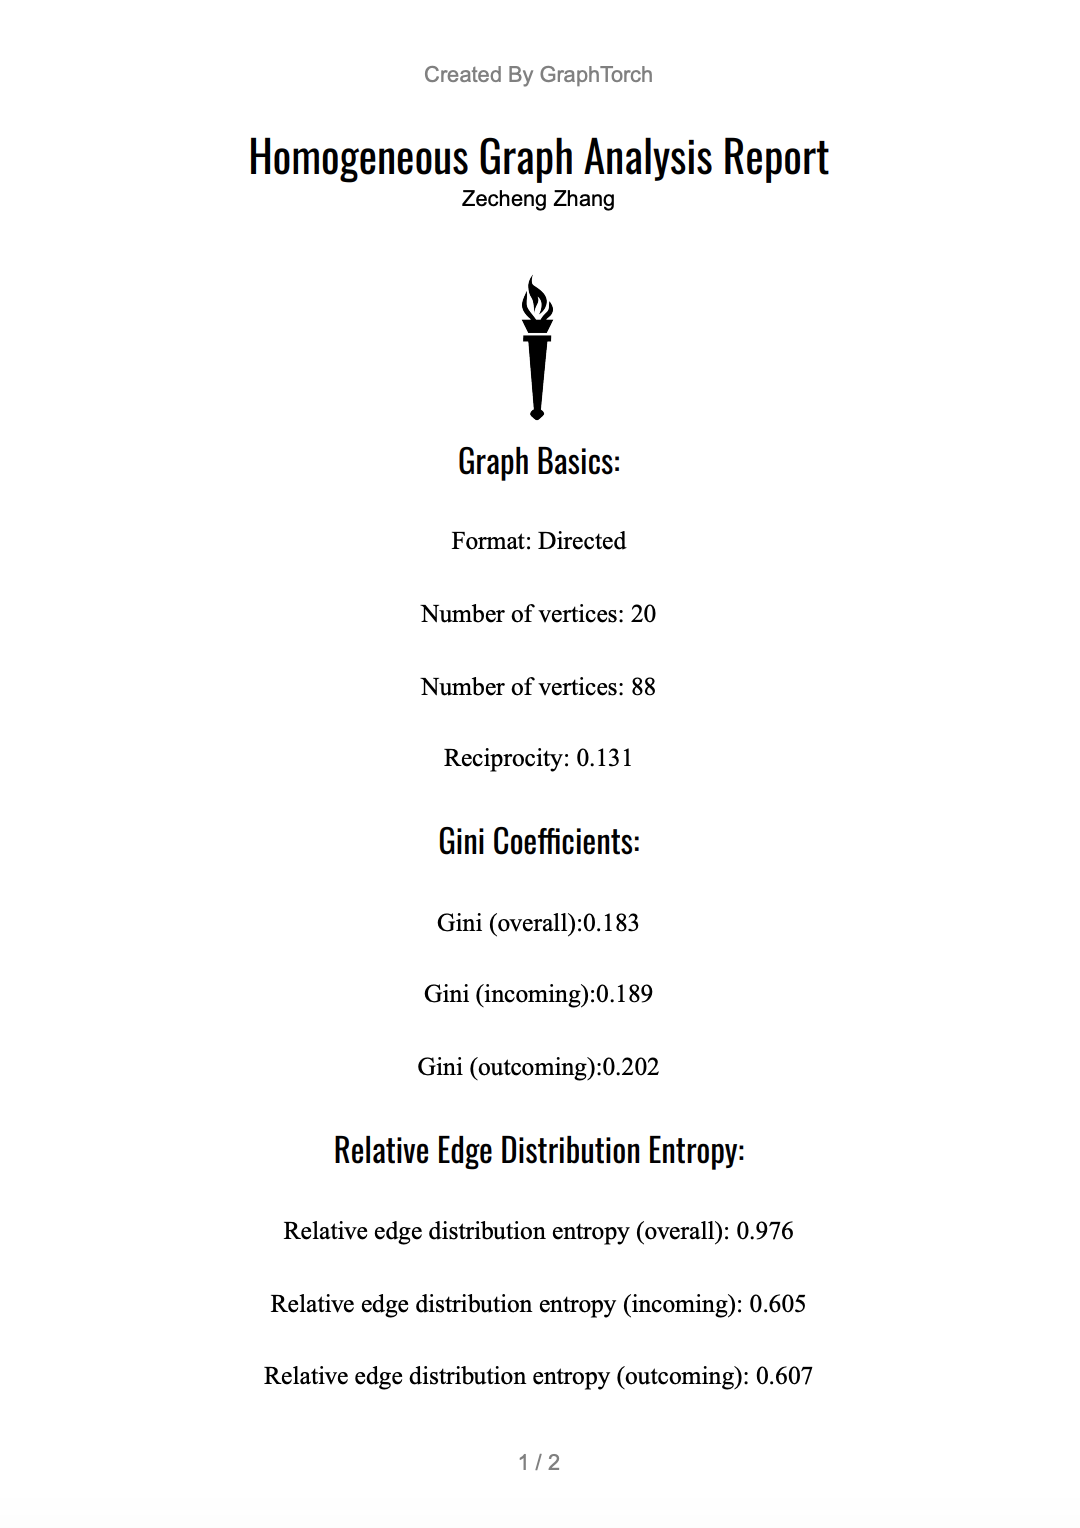 Created By GraphTorch
Homogeneous Graph Analysis Report
Zecheng Zhang
Graph Basics:
Format: Directed
Number of vertices: 20
Number of vertices: 88
Reciprocity: 0.131
Gini Coefficients:
Gini (overall):0.183
Gini (incoming):0.189
Gini (outcoming):0.202
Relative Edge Distribution Entropy:
Relative edge distribution entropy (overall): 0.976
Relative edge distribution entropy (incoming): 0.605
Relative edge distribution entropy (outcoming): 0.607
1 / 2